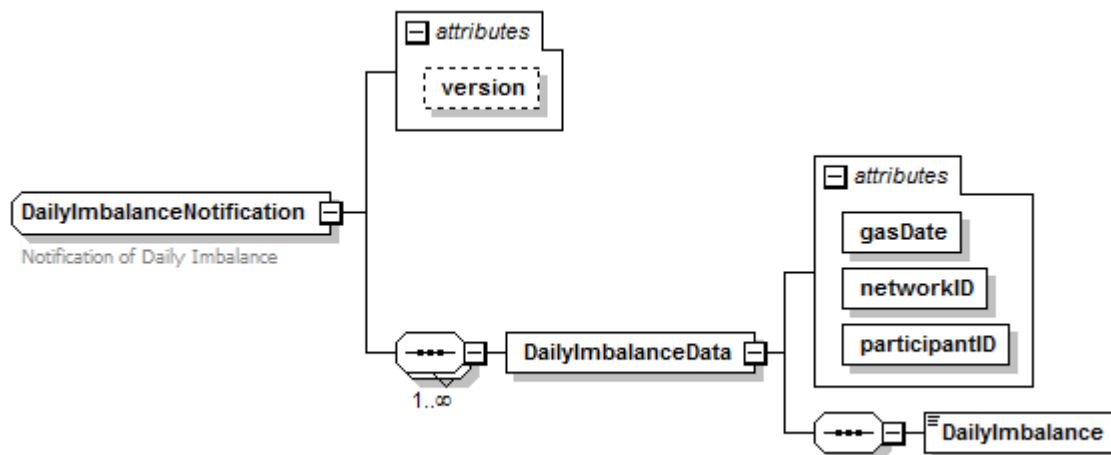 attributes
version
DailyImbalanceNotification
Notification of Daily Imbalance
attributes
gasDate
networkID
participantID
DailyImbalanceData
1..∞
DailyImbalance